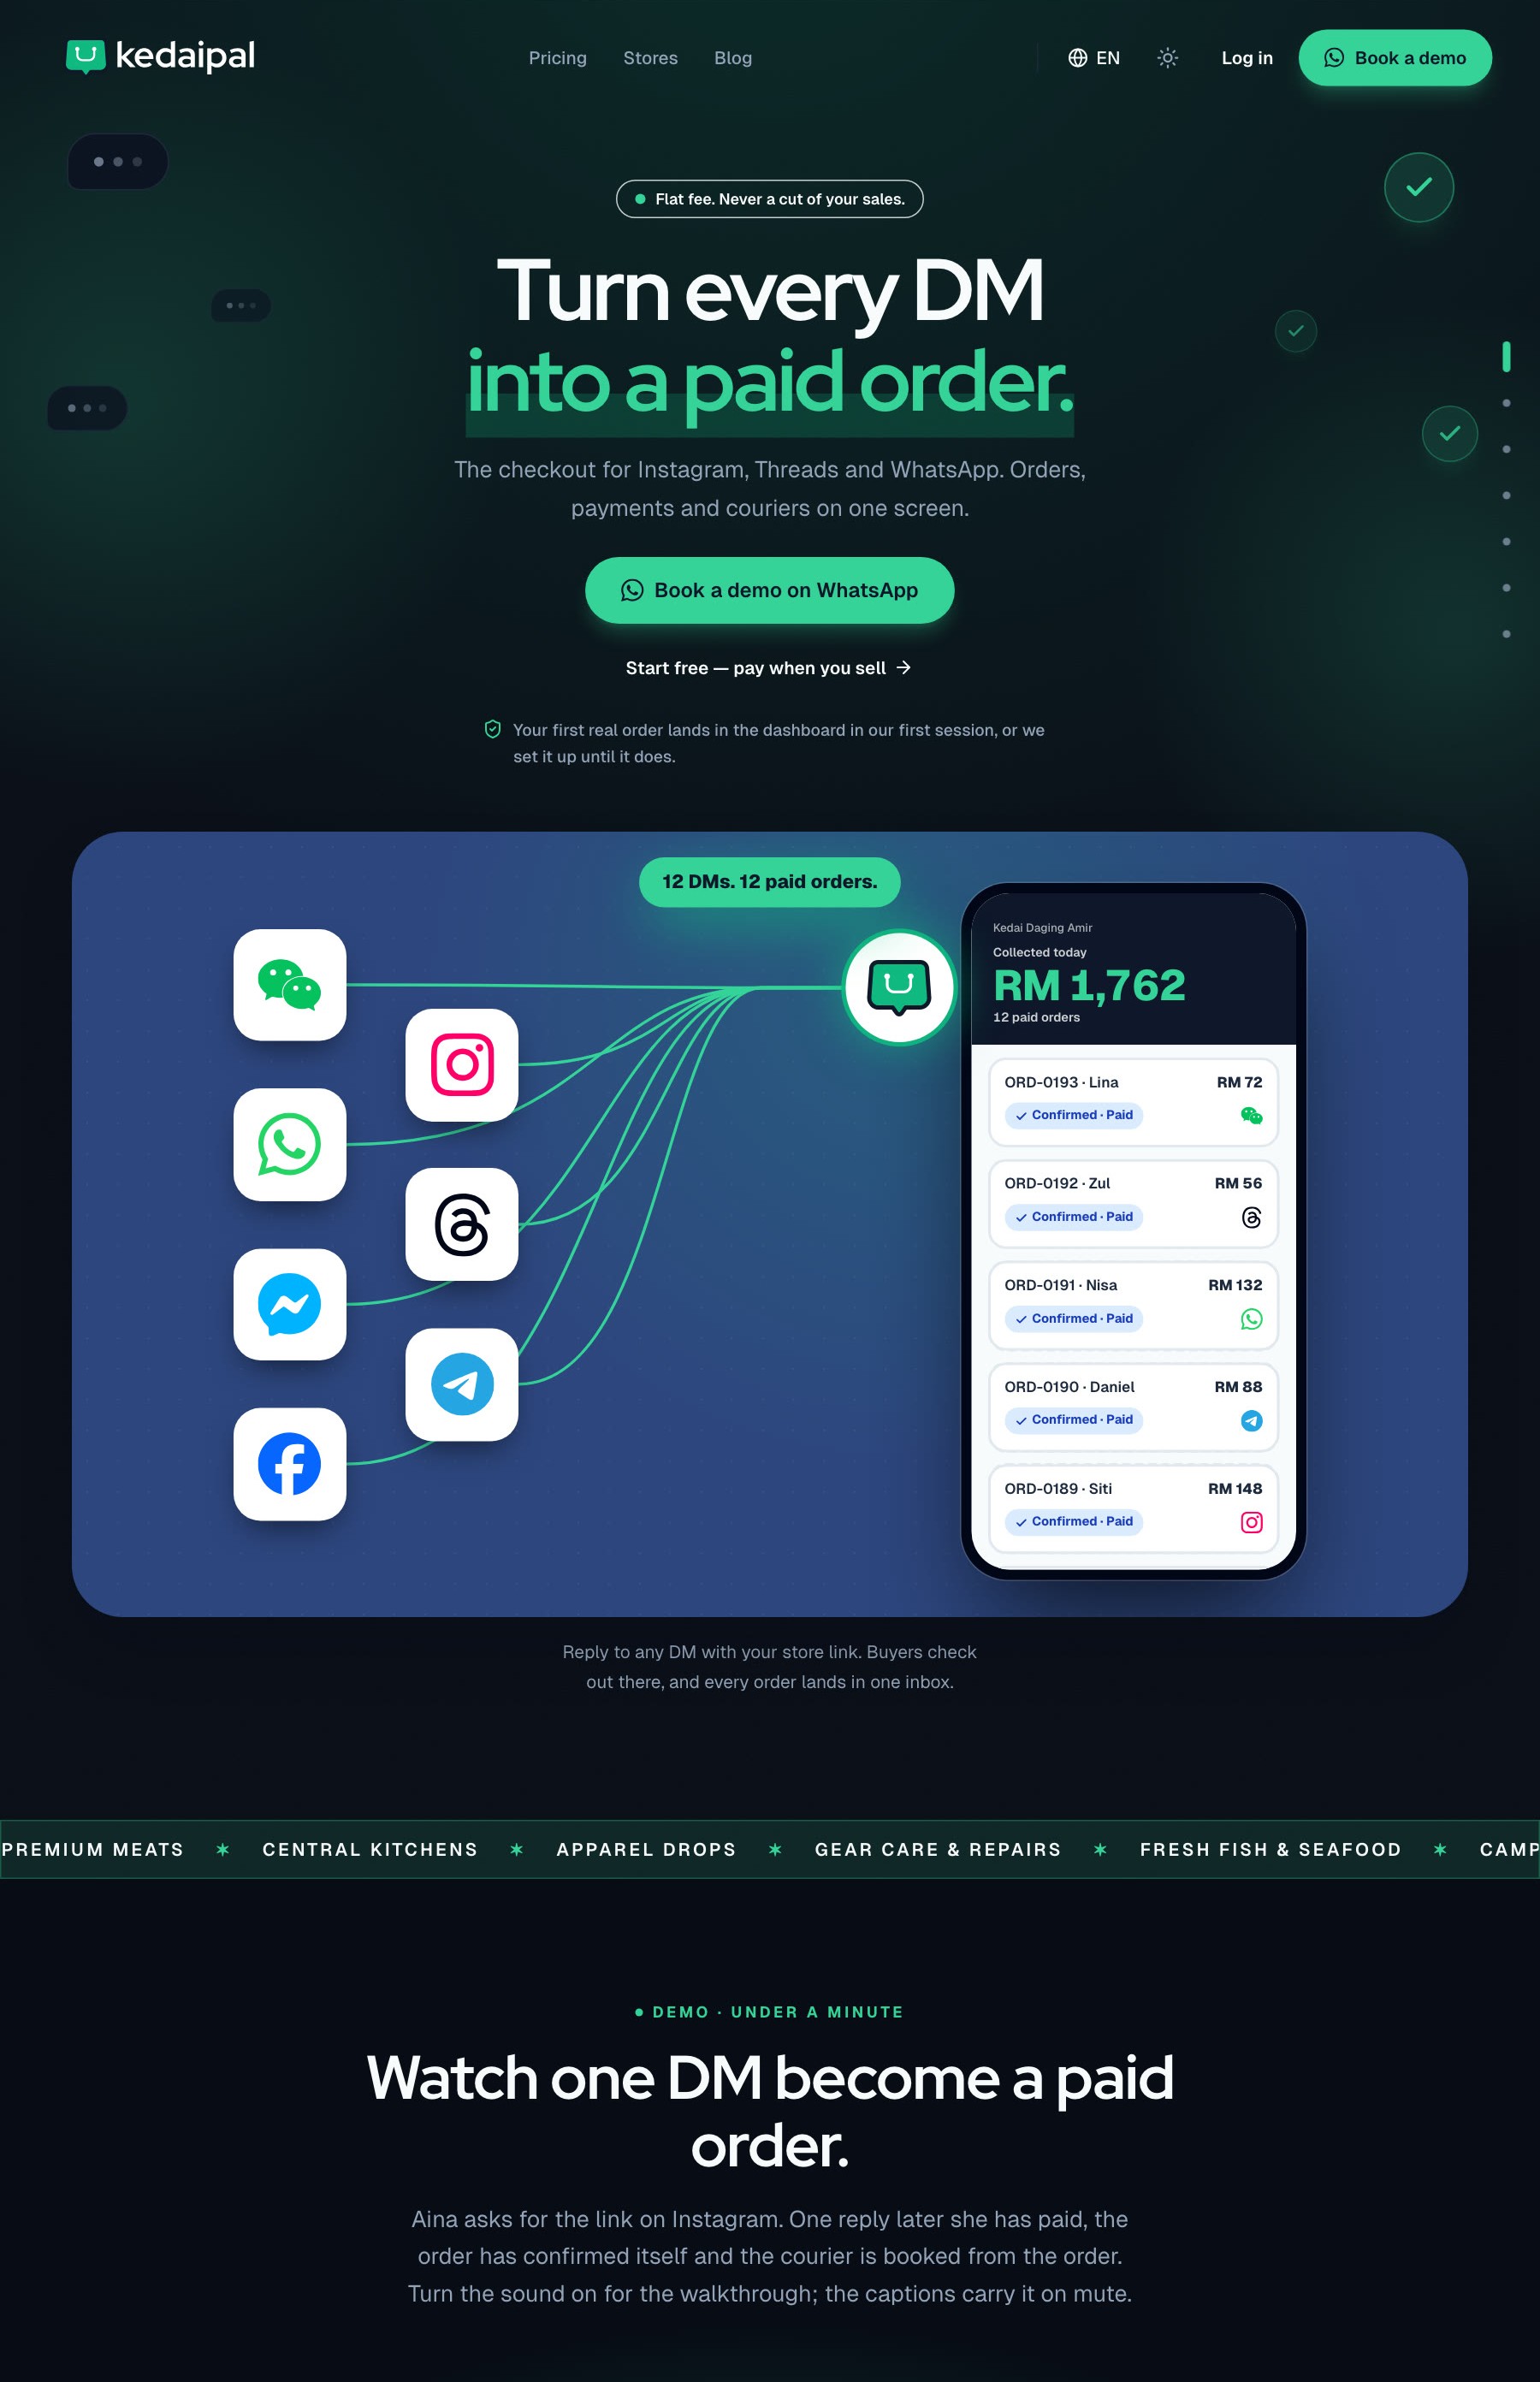 kedaipal
Pricing
Stores
Blog
EN
Log in
Book a demo
Flat fee. Never a cut of your sales.
Turn every DM
into a paid order.
The checkout for Instagram, Threads and WhatsApp. Orders,
payments and couriers on one screen.
Book a demo on WhatsApp
Start free — pay when you sell →
Your first real order lands in the dashboard in our first session, or we
set it up until it does.
12 DMs. 12 paid orders.
Kedai Daging Amir
Collected today
RM 1,762
12 paid orders
ORD-0193 · Lina
RM 72
Confirmed · Paid
ORD-0192 · Zul
RM 56
Confirmed · Paid
ORD-0191 · Nisa
RM 132
Confirmed · Paid
ORD-0190 · Daniel
RM 88
Confirmed · Paid
ORD-0189 · Siti
RM 148
Confirmed · Paid
Reply to any DM with your store link. Buyers check
out there, and every order lands in one inbox.
PREMIUM MEATS ✶ CENTRAL KITCHENS ✶ APPAREL DROPS ✶ GEAR CARE & REPAIRS ✶ FRESH FISH & SEAFOOD ✶ CAMP
DEMO · UNDER A MINUTE
Watch one DM become a paid
order.
Aina asks for the link on Instagram. One reply later she has paid, the
order has confirmed itself and the courier is booked from the order.
Turn the sound on for the walkthrough; the captions carry it on mute.